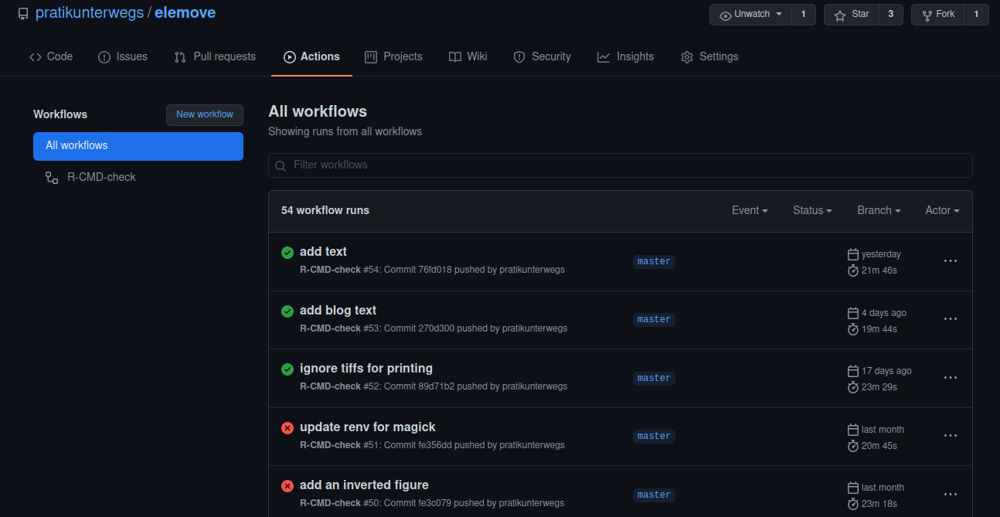 pratikunterwegs / elemove Unwatch 1 Star 3 Fork 1
Code Issues Pull requests Actions Projects Wiki Security Insights Settings
Workflows New workflow
All workflows
R-CMD-check
All workflows
Showing runs from all workflows
Filter workflows
54 workflow runs Event Status Branch Actor
add text
R-CMD-check #54: Commit 76fd018 pushed by pratikunterwegs
master
yesterday
21m 46s
add blog text
R-CMD-check #53: Commit 270d300 pushed by pratikunterwegs
master
4 days ago
19m 44s
ignore tiffs for printing
R-CMD-check #52: Commit 89d71b2 pushed by pratikunterwegs
master
17 days ago
23m 29s
update renv for magick
R-CMD-check #51: Commit fe356dd pushed by pratikunterwegs
master
last month
20m 45s
add an inverted figure
R-CMD-check #50: Commit fe3c079 pushed by pratikunterwegs
master
last month
23m 18s